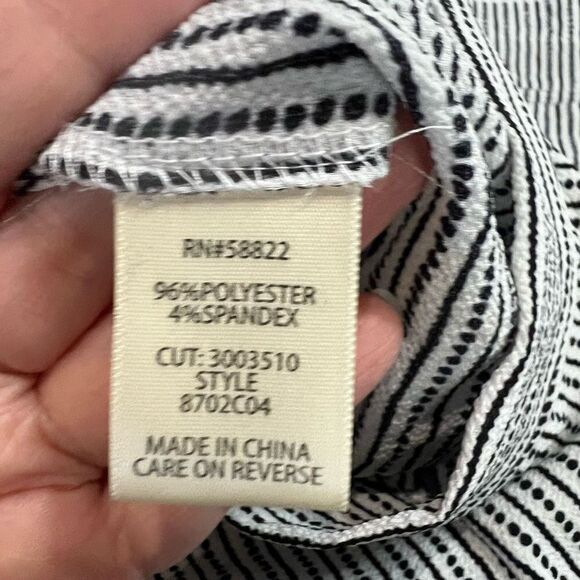 RN#58822
96%POLYESTER
4%SPANDEX
CUT: 3003510
STYLE
8702C04
MADE IN CHINA
CARE ON REVERSE